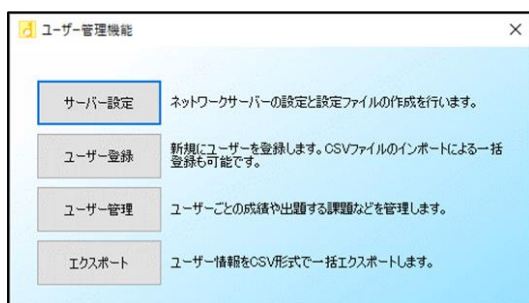 ユーザー管理機能
サーバー設定
ネットワークサーバーの設定と設定ファイルの作成を行います。
ユーザー登録
新規にユーザーを登録します。CSVファイルのインポートによる一括
登録も可能です。
ユーザー管理
ユーザーごとの成績や出題する課題などを管理します。
エクスポート
ユーザー情報をCSV形式で一括エクスポートします。